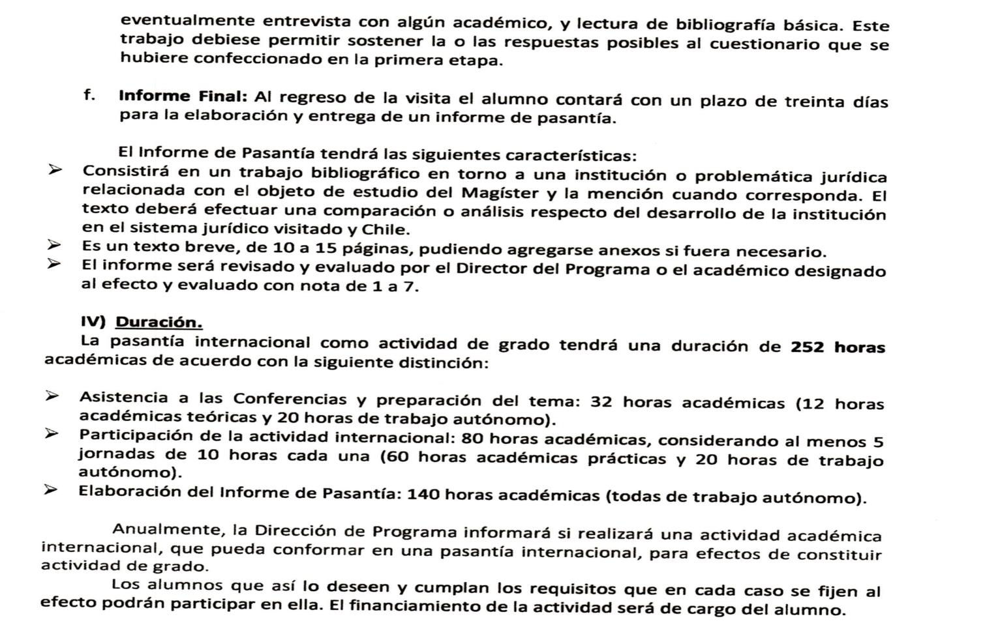 eventualmente entrevista con algún académico, y lectura de bibliografía básica. Este
trabajo debiese permitir sostener la o las respuestas posibles al cuestionario que se
hubiere confeccionado en la primera etapa.
f. Informe Final: Al regreso de la visita el alumno contará con un plazo de treinta días
para la elaboración y entrega de un informe de pasantía.
El Informe de Pasantía tendrá las siguientes características:
➢ Consistirá en un trabajo bibliográfico en torno a una institución o problemática jurídica
relacionada con el objeto de estudio del Magíster y la mención cuando corresponda. El
texto deberá efectuar una comparación o análisis respecto del desarrollo de la institución
en el sistema jurídico visitado y Chile.
➢ Es un texto breve, de 10 a 15 páginas, pudiendo agregarse anexos si fuera necesario.
➢ El informe será revisado y evaluado por el Director del Programa o el académico designado
al efecto y evaluado con nota de 1 a 7.
IV) Duración.
La pasantía internacional como actividad de grado tendrá una duración de 252 horas
académicas de acuerdo con la siguiente distinción:
➢ Asistencia a las Conferencias y preparación del tema: 32 horas académicas (12 horas
académicas teóricas y 20 horas de trabajo autónomo).
➢ Participación de la actividad internacional: 80 horas académicas, considerando al menos 5
jornadas de 10 horas cada una (60 horas académicas prácticas y 20 horas de trabajo
autónomo).
➢ Elaboración del Informe de Pasantía: 140 horas académicas (todas de trabajo autónomo).
Anualmente, la Dirección de Programa informará si realizará una actividad académica
internacional, que pueda conformar en una pasantía internacional, para efectos de constituir
actividad de grado.
Los alumnos que así lo deseen y cumplan los requisitos que en cada caso se fijen al
efecto podrán participar en ella. El financiamiento de la actividad será de cargo del alumno.